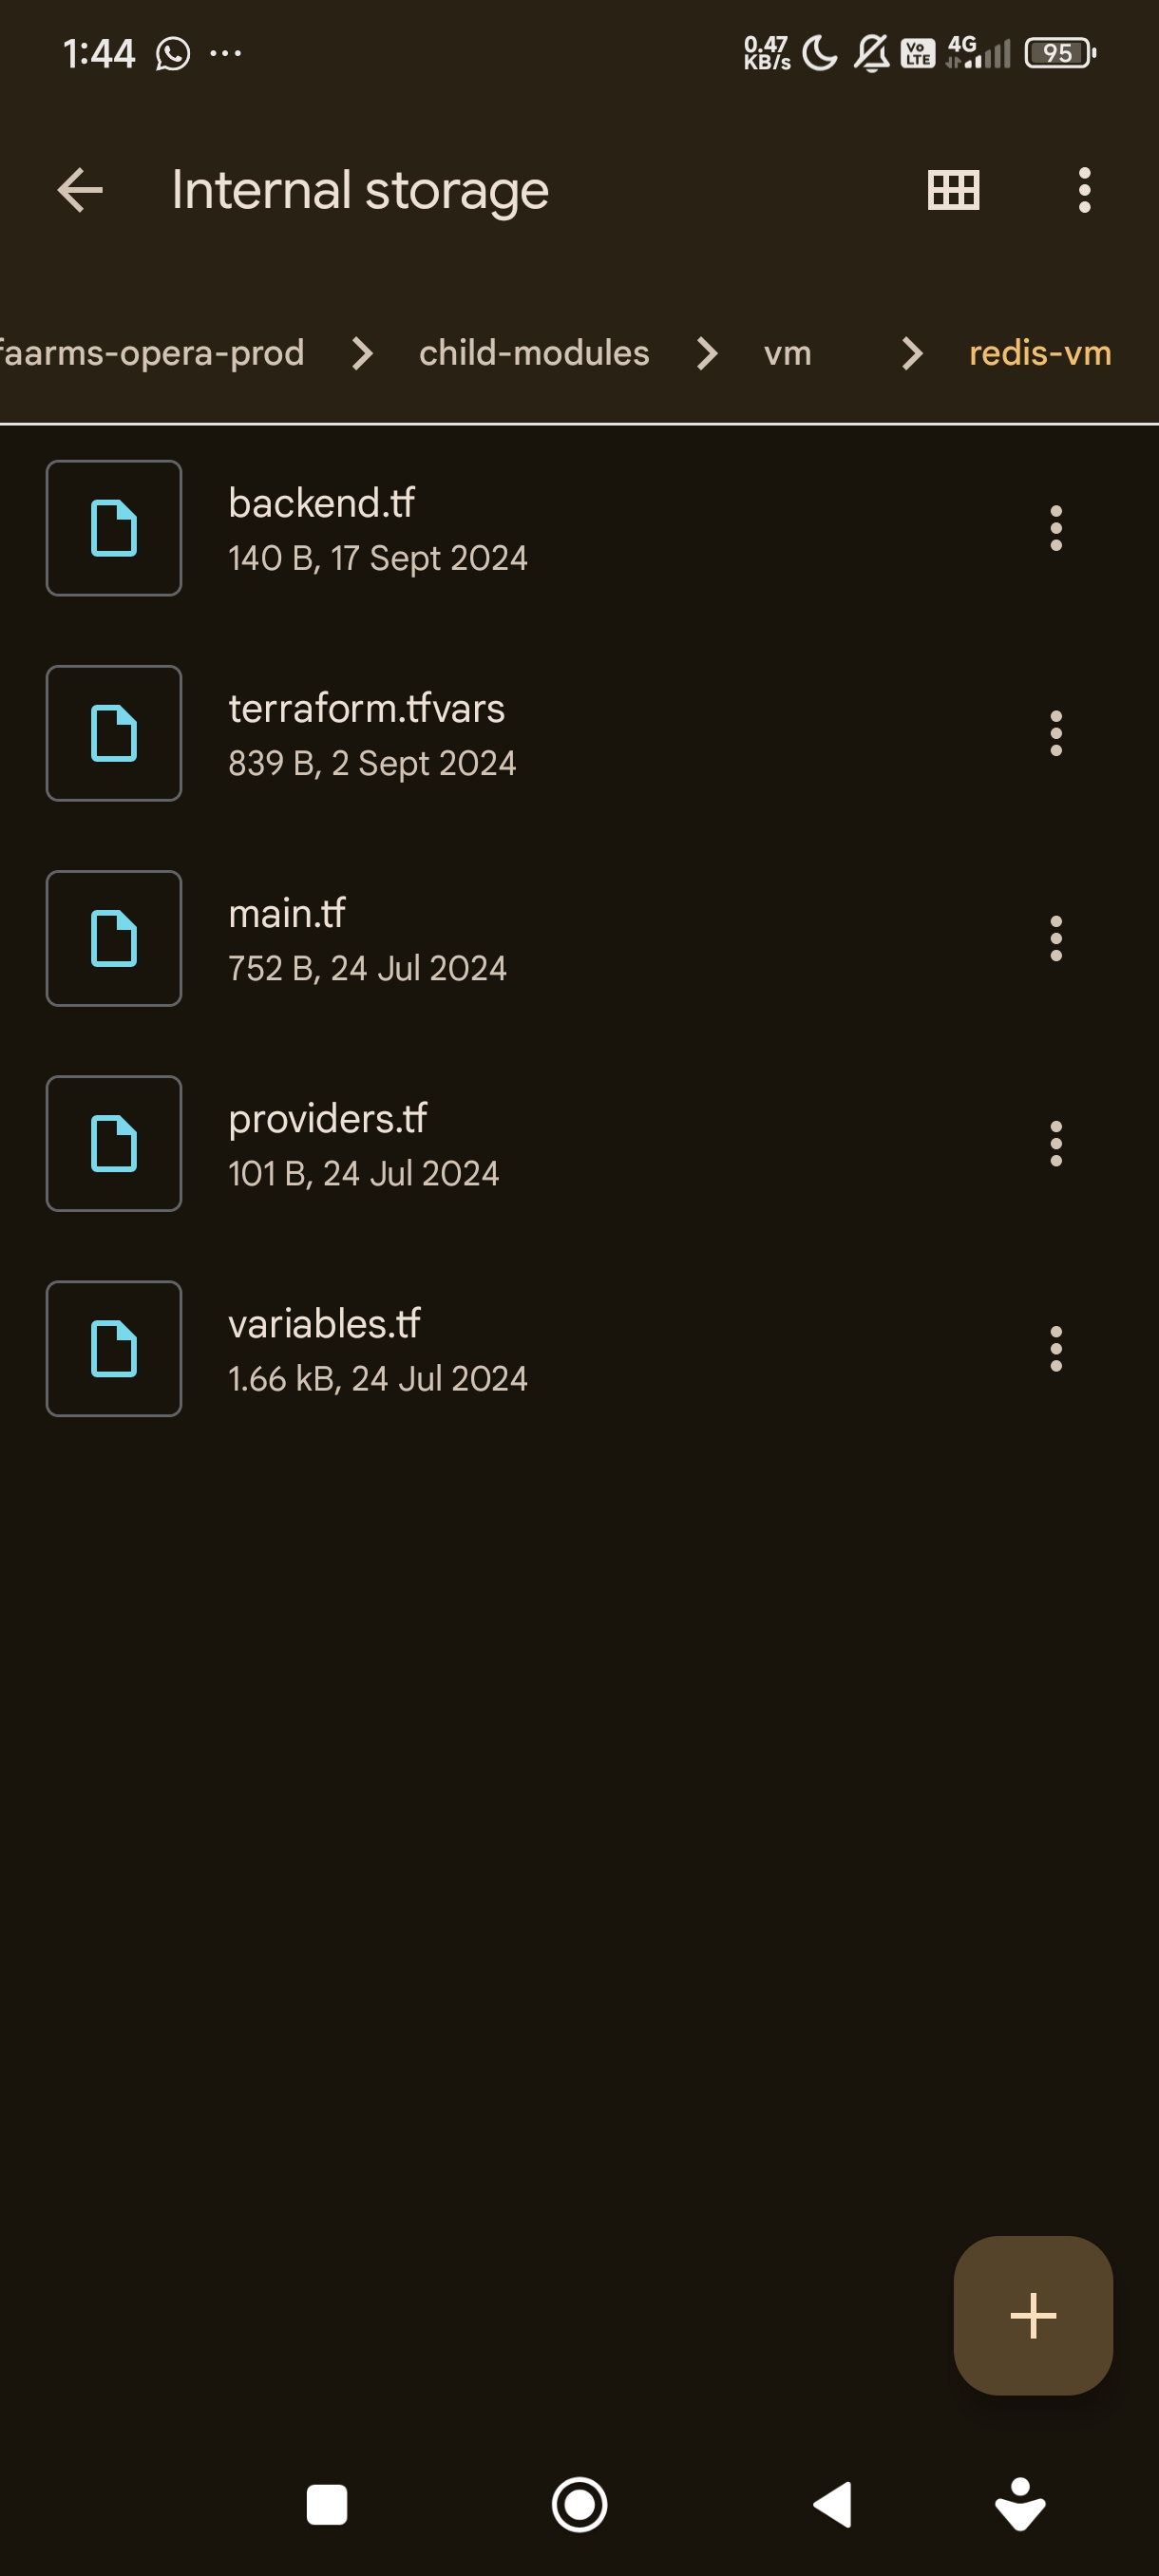 1:44 ... 0.47 KB/s Vo LTE 4G 95
Internal storage
faarms-opera-prod > child-modules > vm > redis-vm
backend.tf
140 B, 17 Sept 2024
terraform.tfvars
839 B, 2 Sept 2024
main.tf
752 B, 24 Jul 2024
providers.tf
101 B, 24 Jul 2024
variables.tf
1.66 kB, 24 Jul 2024